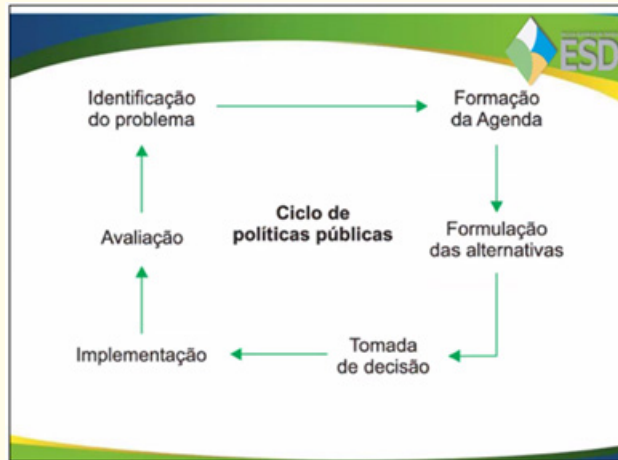 ESD
Identificação
do problema
Formação
da Agenda
Ciclo de
políticas públicas
Avaliação
Formulação
das alternativas
Implementação
Tomada
de decisão